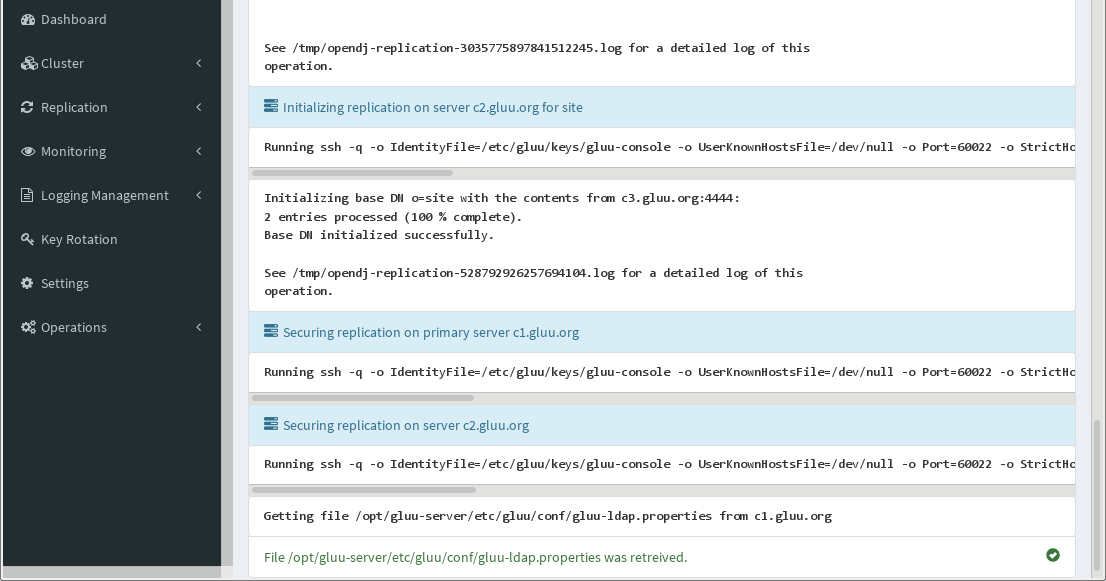 Dashboard
Cluster
Replication
Monitoring
Logging Management
Key Rotation
Settings
Operations
See /tmp/opendj-replication-3035775897841512245.log for a detailed log of this
operation.
Initializing replication on server c2.gluu.org for site
Running ssh -q -o IdentityFile=/etc/gluu/keys/gluu-console -o UserKnownHostsFile=/dev/null -o Port=60022 -o StrictHo
Initializing base DN o=site with the contents from c3.gluu.org:4444:
2 entries processed (100 % complete).
Base DN initialized successfully.
See /tmp/opendj-replication-528792926257694104.log for a detailed log of this
operation.
Securing replication on primary server c1.gluu.org
Running ssh -q -o IdentityFile=/etc/gluu/keys/gluu-console -o UserKnownHostsFile=/dev/null -o Port=60022 -o StrictHo
Securing replication on server c2.gluu.org
Running ssh -q -o IdentityFile=/etc/gluu/keys/gluu-console -o UserKnownHostsFile=/dev/null -o Port=60022 -o StrictHo
Getting file /opt/gluu-server/etc/gluu/conf/gluu-ldap.properties from c1.gluu.org
File /opt/gluu-server/etc/gluu/conf/gluu-ldap.properties was retreived.